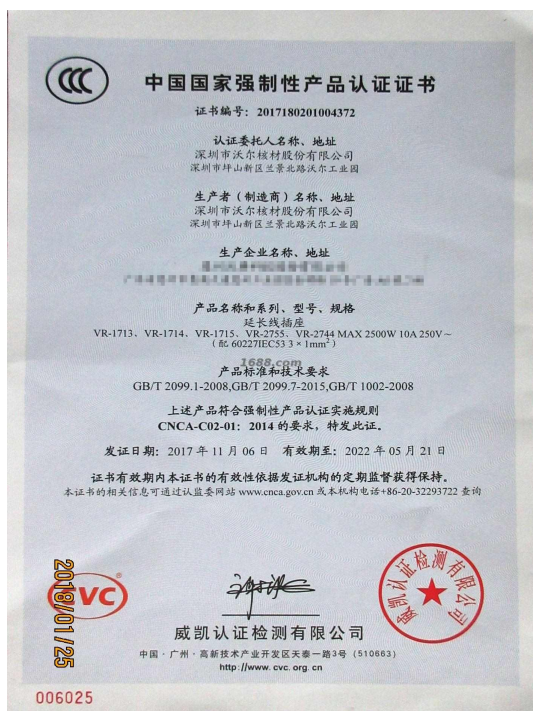 中国国家强制性产品认证证书
证书编号：2017180201004372
认证委托人名称、地址
深圳市沃尔核材股份有限公司
深圳市坪山新区兰景北路沃尔工业园
生产者（制造商）名称、地址
深圳市沃尔核材股份有限公司
深圳市坪山新区兰景北路沃尔工业园
生产企业名称、地址
产品名称和系列、型号、规格
延长线插座
VR-1713、VR-1714、VR-1715、VR-2755、VR-2744 MAX 2500W 10A 250V～
（配 60227IEC53 3×1mm²）
1688.com
产品标准和技术要求
GB/T 2099.1-2008,GB/T 2099.7-2015,GB/T 1002-2008
上述产品符合强制性产品认证实施规则
CNCA-C02-01：2014 的要求，特发此证。
发证日期：2017 年 11 月 06 日 有效期至：2022 年 05 月 21 日
证书有效期内本证书的有效性依据发证机构的定期监督获得保持。
本证书的相关信息可通过认监委网站 www.cnca.gov.cn 或本机构电话+86-20-32293722 查询
CVC®
2018/01/25
威凯认证检测有限公司
威凯认证检测有限公司
中国·广州·高新技术产业开发区天泰一路3号（510663）
http://www.cvc.org.cn
006025